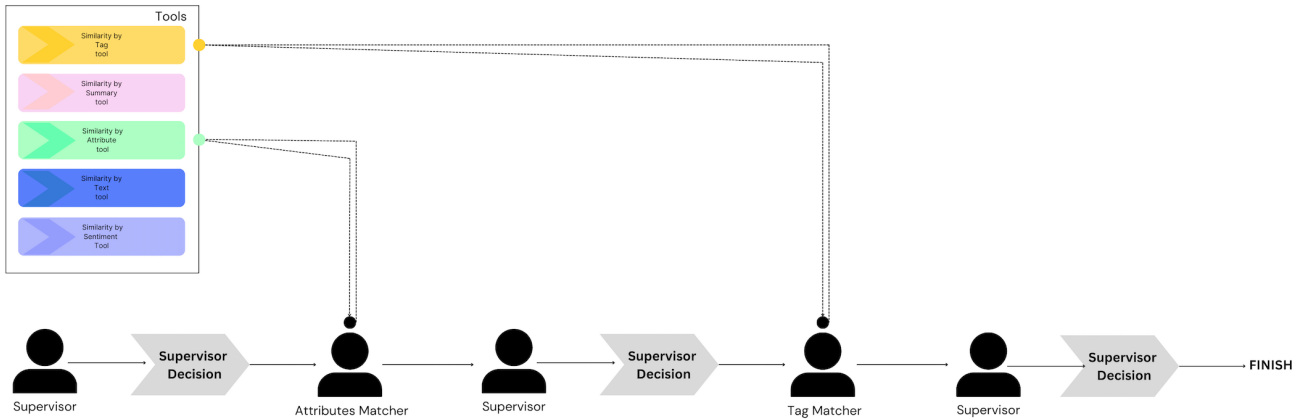 Tools
Similarity by
Tag
tool
Similarity by
Summary
tool
Similarity by
Attribute
tool
Similarity by
Text
tool
Similarity by
Sentiment
Tool
Supervisor
Supervisor
Decision
Attributes Matcher
Supervisor
Supervisor
Decision
Tag Matcher
Supervisor
Supervisor
Decision
FINISH